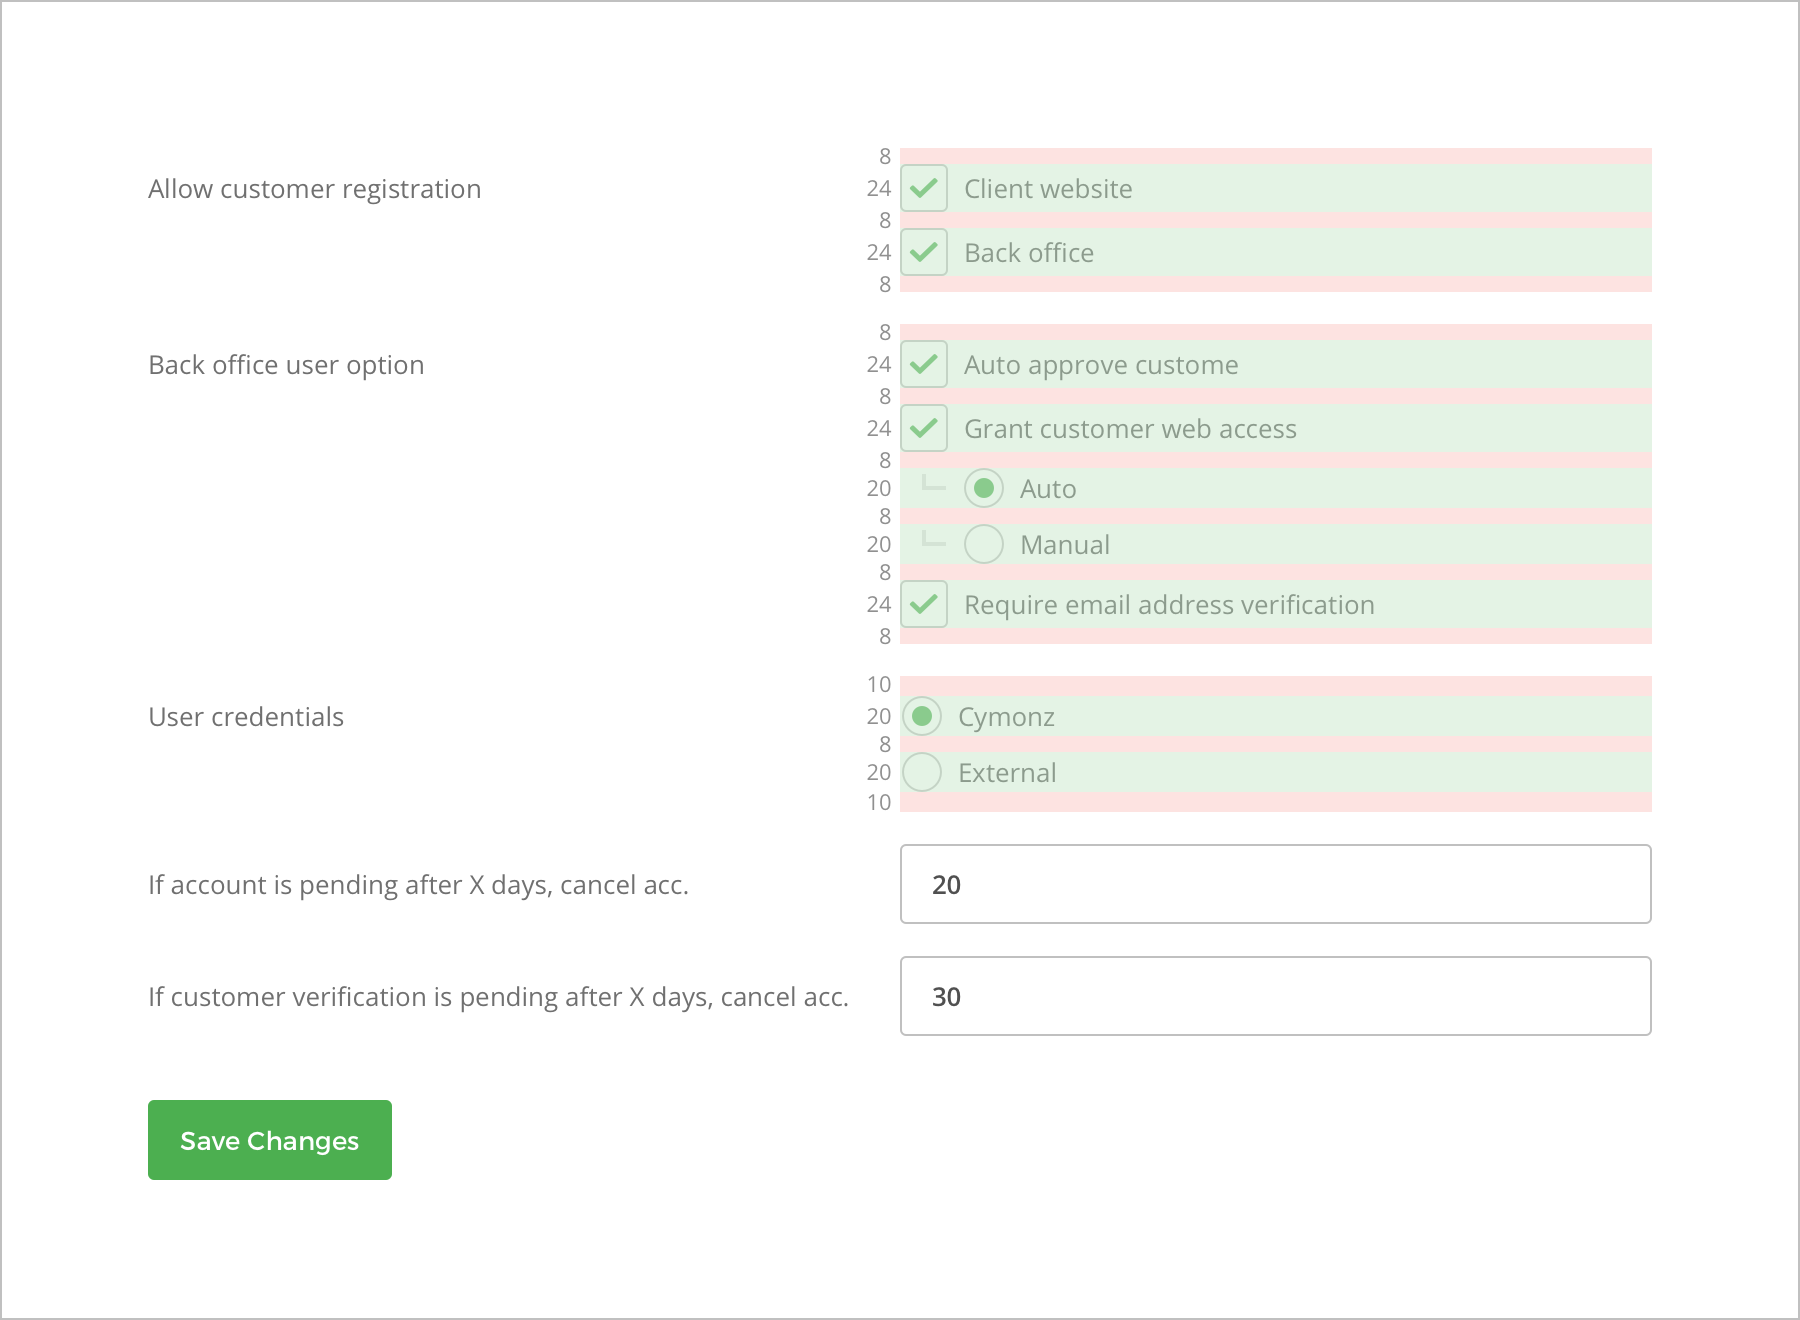 8
Allow customer registration 24 Client website
8
24 Back office
8
8
Back office user option 24 Auto approve custome
8
24 Grant customer web access
8
20 Auto
8
20 Manual
8
24 Require email address verification
8
10
User credentials 20 Cymonz
8
20 External
10
If account is pending after X days, cancel acc. 20
If customer verification is pending after X days, cancel acc. 30
Save Changes